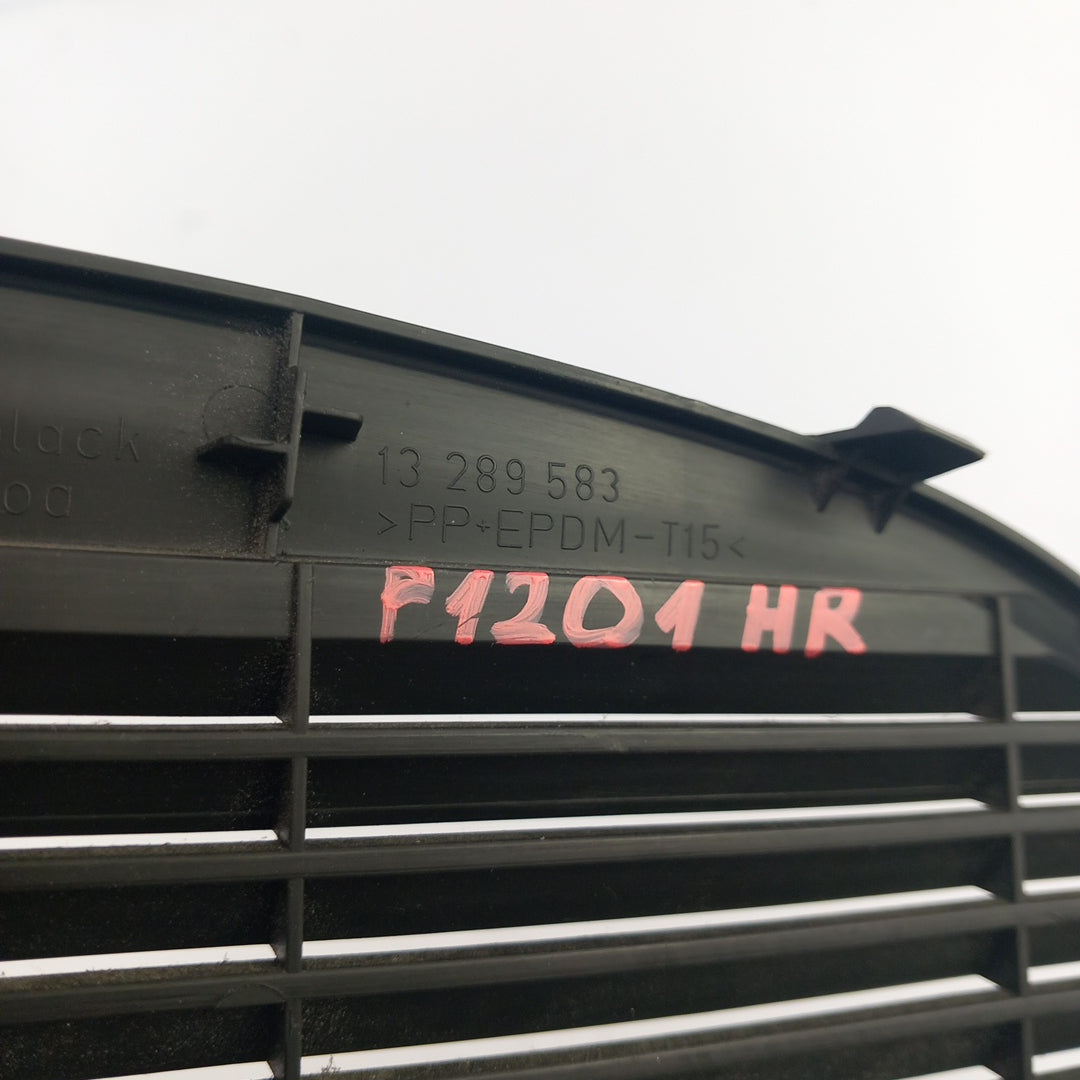 13 289 583
>PP+EPDM-T15<
P1201 HR